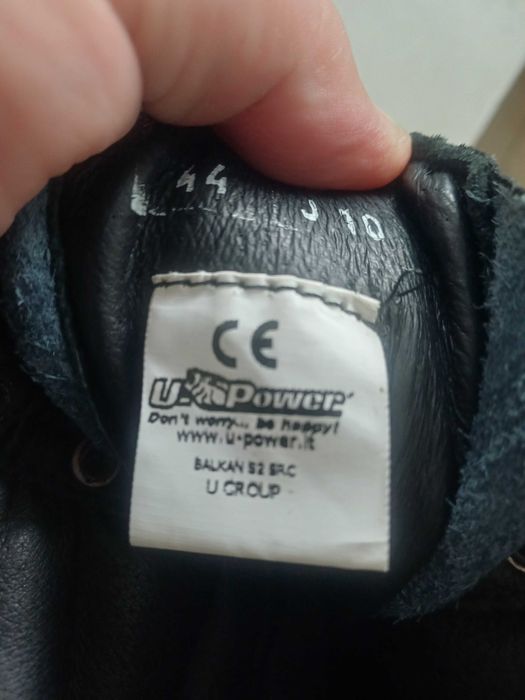 44
J 10
CE
U-Power
Don't worry... be happy!
www.u-power.it
BALKAN S2 SRC
U GROUP